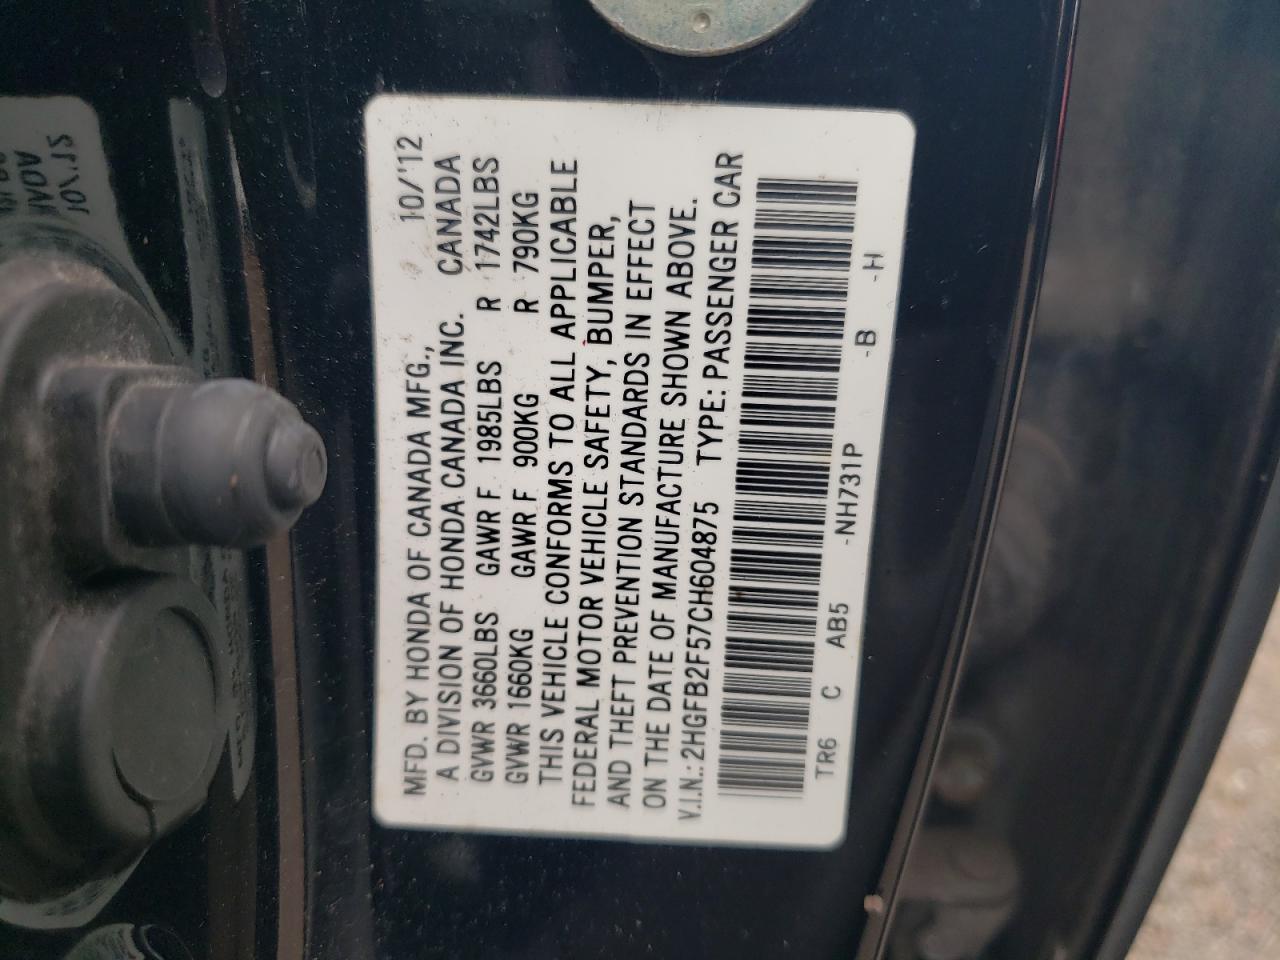 MFD. BY HONDA OF CANADA MFG., 10/'12
A DIVISION OF HONDA CANADA INC. CANADA
GVWR 3660LBS GAWR F 1985LBS R 1742LBS
GVWR 1660KG GAWR F 900KG R 790KG
THIS VEHICLE CONFORMS TO ALL APPLICABLE
FEDERAL MOTOR VEHICLE SAFETY, BUMPER,
AND THEFT PREVENTION STANDARDS IN EFFECT
ON THE DATE OF MANUFACTURE SHOWN ABOVE.
V.I.N.: 2HGFB2F57CH604875 TYPE: PASSENGER CAR
TR6 C AB5 -NH731P -B -H